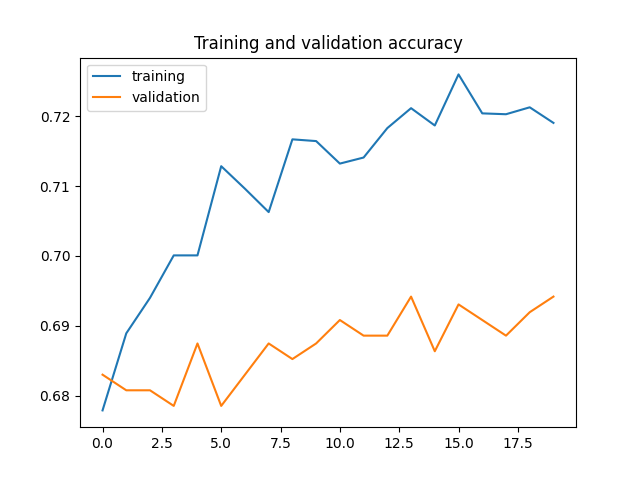 Training and validation accuracy
training
validation
0.72
0.71
0.70
0.69
0.68
0.0 2.5 5.0 7.5 10.0 12.5 15.0 17.5